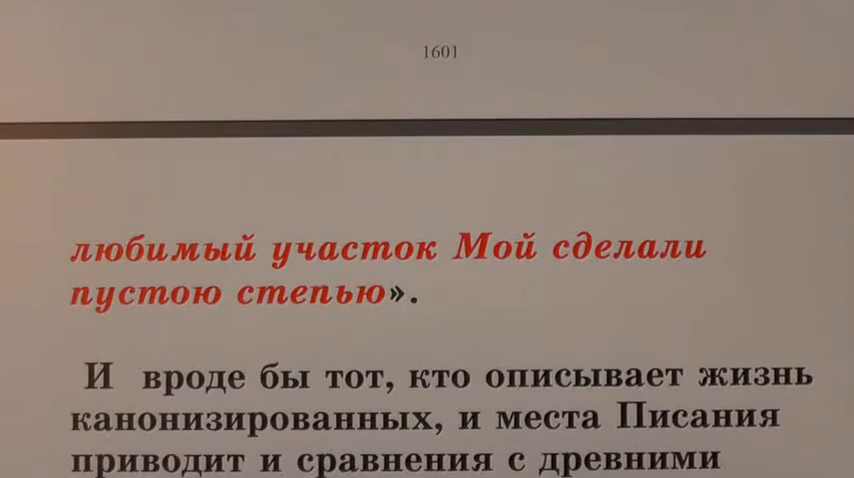 1601
любимый участок Мой сделали
пустою степью».
И вроде бы тот, кто описывает жизнь
канонизированных, и места Писания
приводит и сравнения с древними